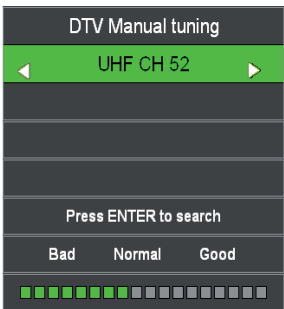 DTV Manual tuning
UHF CH 52
Press ENTER to search
Bad Normal Good